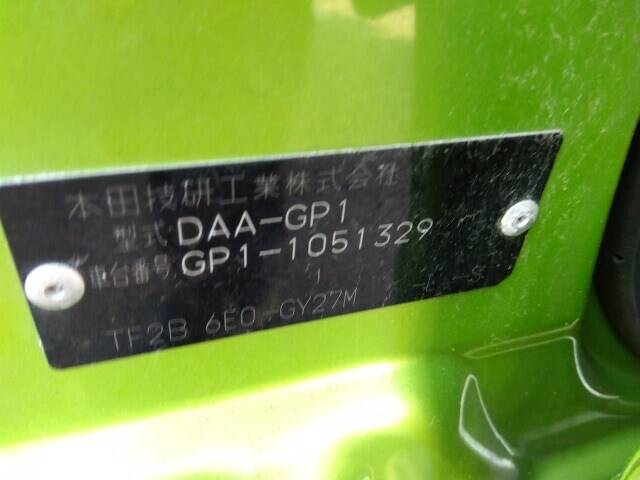 本田技研工業株式会社
型式 DAA-GP1
車台番号 GP1-1051329
1
TF2B 6E0-GY27M